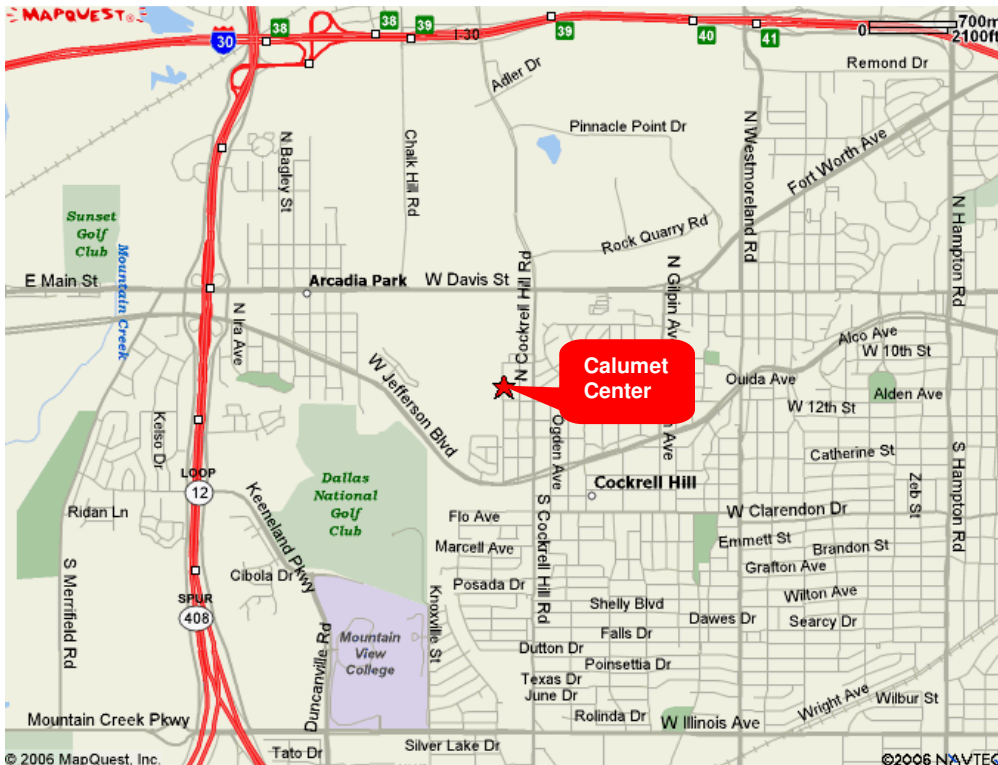 MAPQUEST
30
38
38
39
I-30
39
40
41
0
700m
2100ft
Remond Dr
Adler Dr
Pinnacle Point Dr
N Bagley St
Chalk Hill Rd
N Westmoreland Rd
Fort Worth Ave
N Hampton Rd
Sunset
Golf
Club
Mountain Creek
Rock Quarry Rd
E Main St
Arcadia Park
W Davis St
N Cockrell Hill Rd
N Gilpin Av
N Ira Ave
W Jefferson Blvd
Alco Ave
W 10th St
Calumet
Center
Ouida Ave
Alden Ave
W 12th St
Kelso Dr
Ogden Ave
n Ave
Catherine St
S Hampton Rd
LOOP
12
Dallas
National
Golf
Club
Cockrell Hill
Zeb St
Ridan Ln
Keeneland Pkwy
Flo Ave
S Cockrell Hill Rd
W Clarendon Dr
Marcell Ave
Emmett St
Brandon St
S Merrifield Rd
Cibola Dr
Posada Dr
Grafton Ave
Knoxville St
Wilton Ave
SPUR
408
Shelly Blvd
Dawes Dr
Searcy Dr
Duncanville Rd
Mountain
View
College
Falls Dr
Dutton Dr
Poinsettia Dr
Texas Dr
June Dr
Wright Ave
Wilbur St
Mountain Creek Pkwy
Rolinda Dr
W Illinois Ave
Tato Dr
Silver Lake Dr
© 2006 MapQuest, Inc.
©2006 NAVTEQ